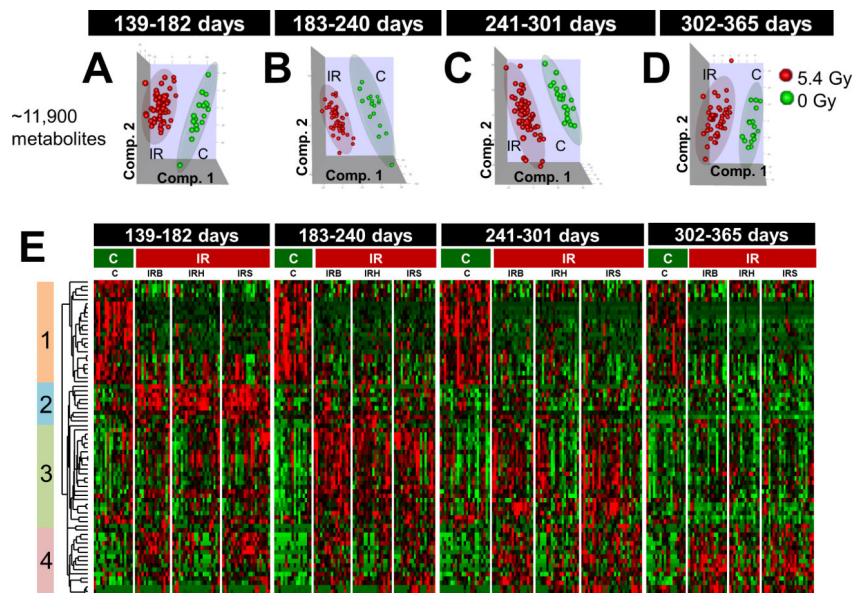 139-182 days 183-240 days 241-301 days 302-365 days
A B C D
IR C IR C IR C IR C
5.4 Gy
0 Gy
~11,900
metabolites
Comp. 2 Comp. 2 Comp. 2 Comp. 2
IR C IR C
Comp. 1 Comp. 1 Comp. 1 Comp. 1
E
139-182 days 183-240 days 241-301 days 302-365 days
C IR C IR C IR C IR
C IRB IRH IRS C IRB IRH IRS C IRB IRH IRS C IRB IRH IRS
1
2
3
4